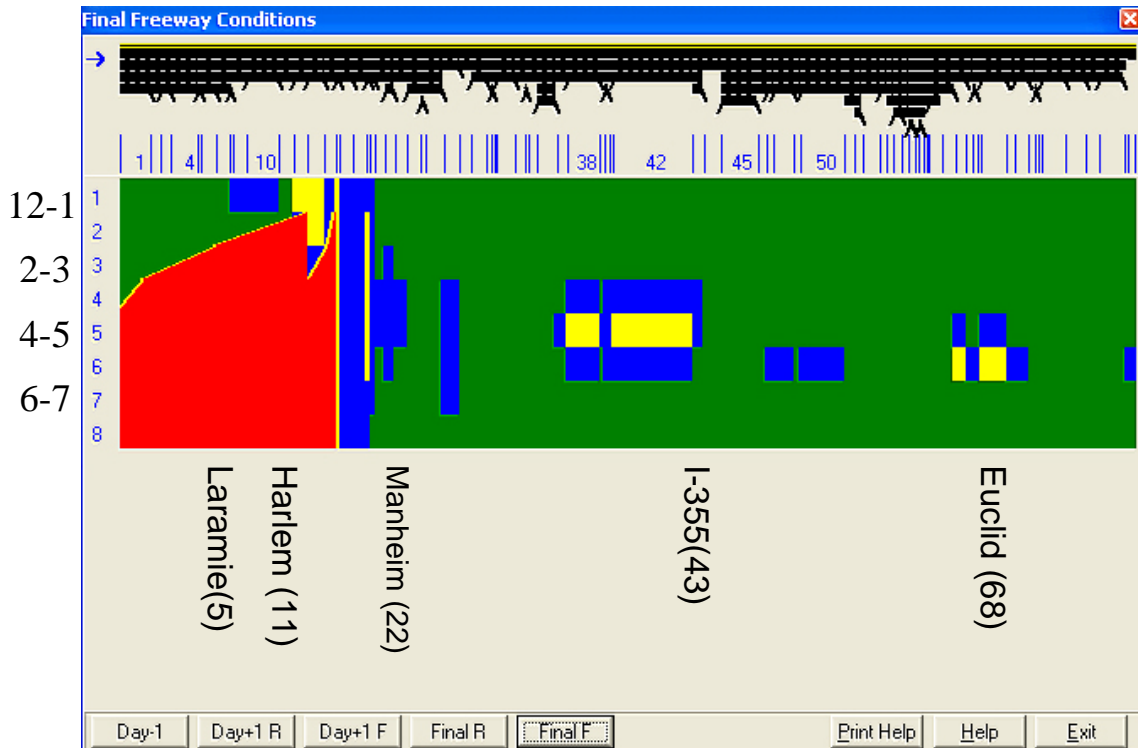 Final Freeway Conditions
1 4 10 38 42 45 50
12-1
2-3
4-5
6-7
1
2
3
4
5
6
7
8
Laramie(5)
Harlem (11)
Manheim (22)
I-355(43)
Euclid (68)
Day-1 Day+1 R Day+1 F Final R Final F Print Help Help Exit